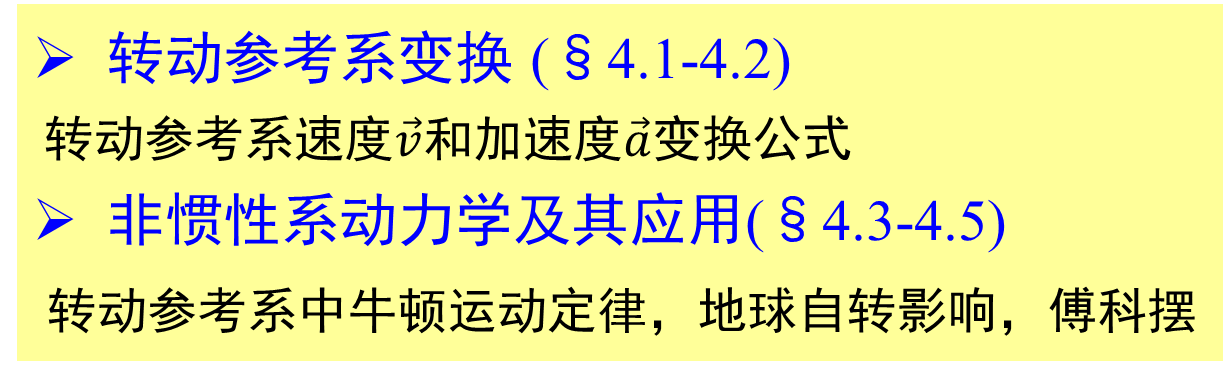 ➢ 转动参考系变换 (§4.1-4.2)
转动参考系速度v⃗和加速度a⃗变换公式
➢ 非惯性系动力学及其应用(§4.3-4.5)
转动参考系中牛顿运动定律，地球自转影响，傅科摆